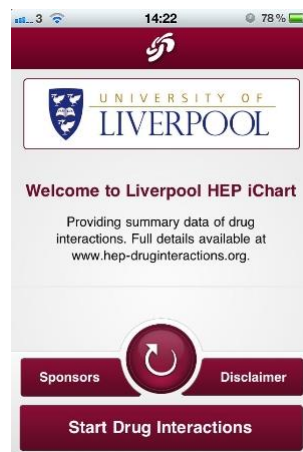 3 14:22 78 %
UNIVERSITY OF
LIVERPOOL
Welcome to Liverpool HEP iChart
Providing summary data of drug
interactions. Full details available at
www.hep-druginteractions.org.
Sponsors Disclaimer
Start Drug Interactions